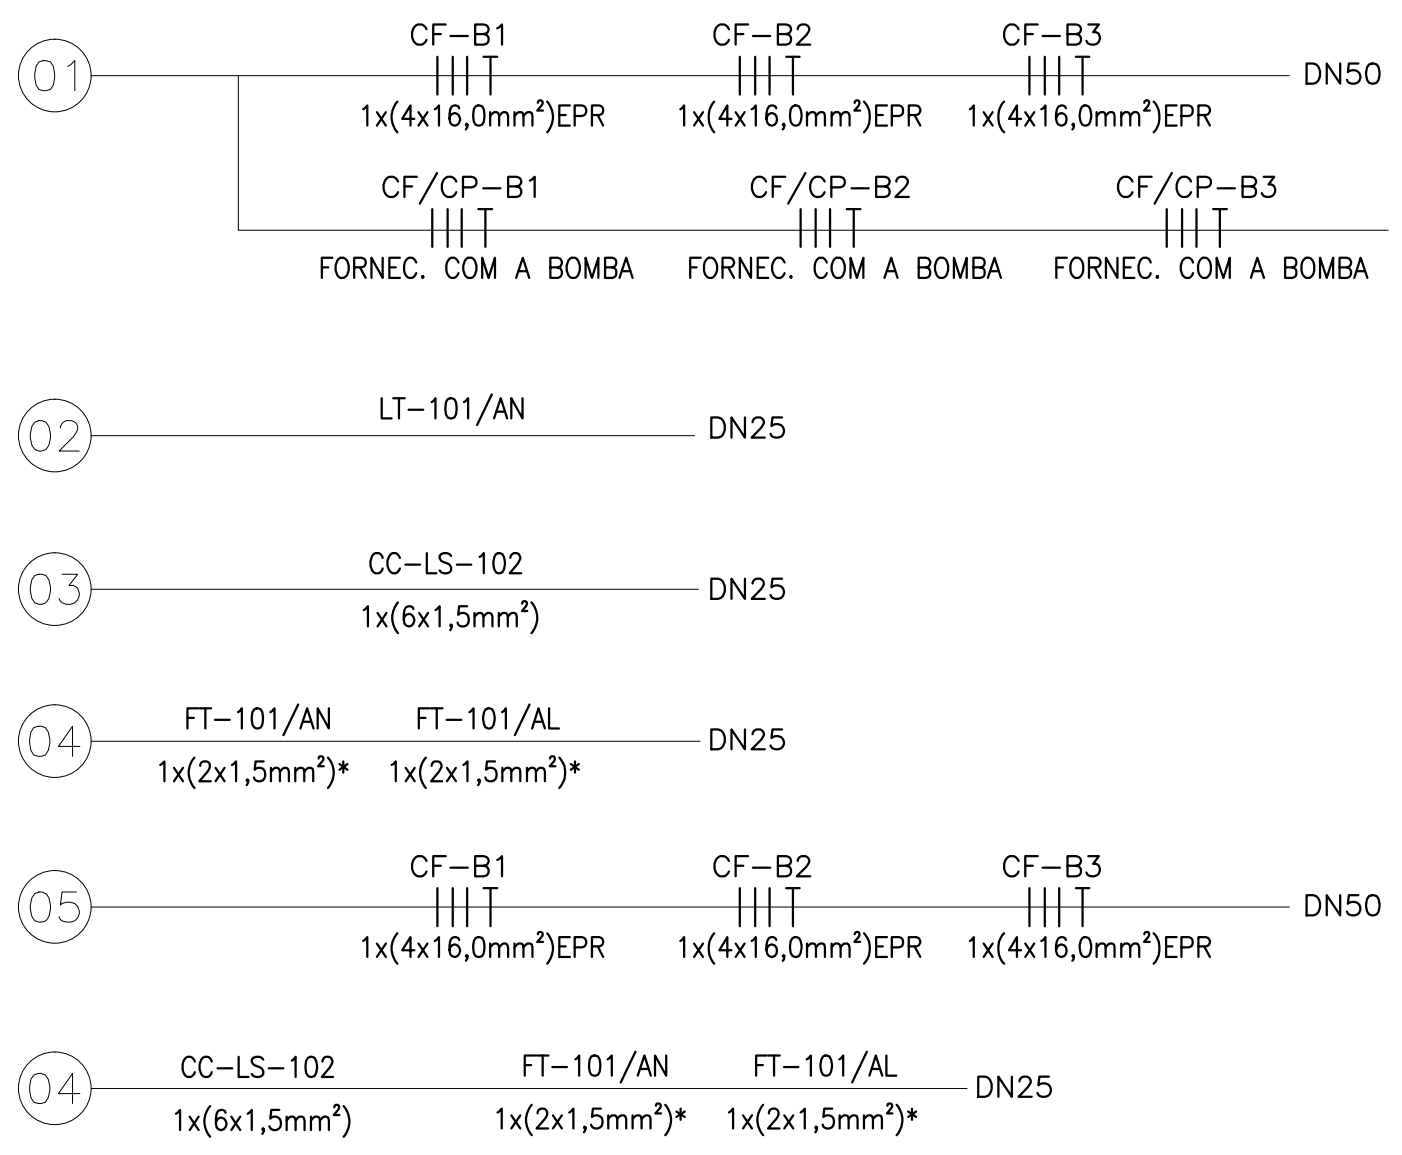 CF-B1 CF-B2 CF-B3
01 DN50
1x(4x16,0mm²)EPR 1x(4x16,0mm²)EPR 1x(4x16,0mm²)EPR
CF/CP-B1 CF/CP-B2 CF/CP-B3
FORNEC. COM A BOMBA FORNEC. COM A BOMBA FORNEC. COM A BOMBA
LT-101/AN
02 DN25
CC-LS-102
03 DN25
1x(6x1,5mm²)
FT-101/AN FT-101/AL
04 DN25
1x(2x1,5mm²)* 1x(2x1,5mm²)*
CF-B1 CF-B2 CF-B3
05 DN50
1x(4x16,0mm²)EPR 1x(4x16,0mm²)EPR 1x(4x16,0mm²)EPR
CC-LS-102 FT-101/AN FT-101/AL
04 DN25
1x(6x1,5mm²) 1x(2x1,5mm²)* 1x(2x1,5mm²)*